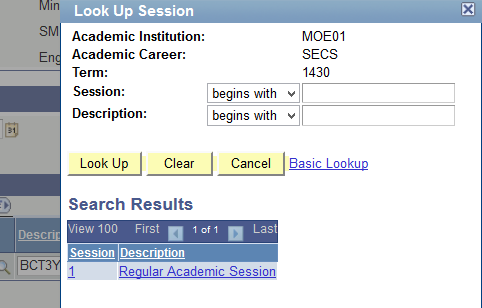 Look Up Session
Min
SM
Eng
Academic Institution: MOE01
Academic Career: SECS
Term: 1430
Session: begins with
Description: begins with
31
Look Up Clear Cancel Basic Lookup
Search Results
View 100 First 1 of 1 Last
Descrip
Session Description
BCT3Y
1 Regular Academic Session